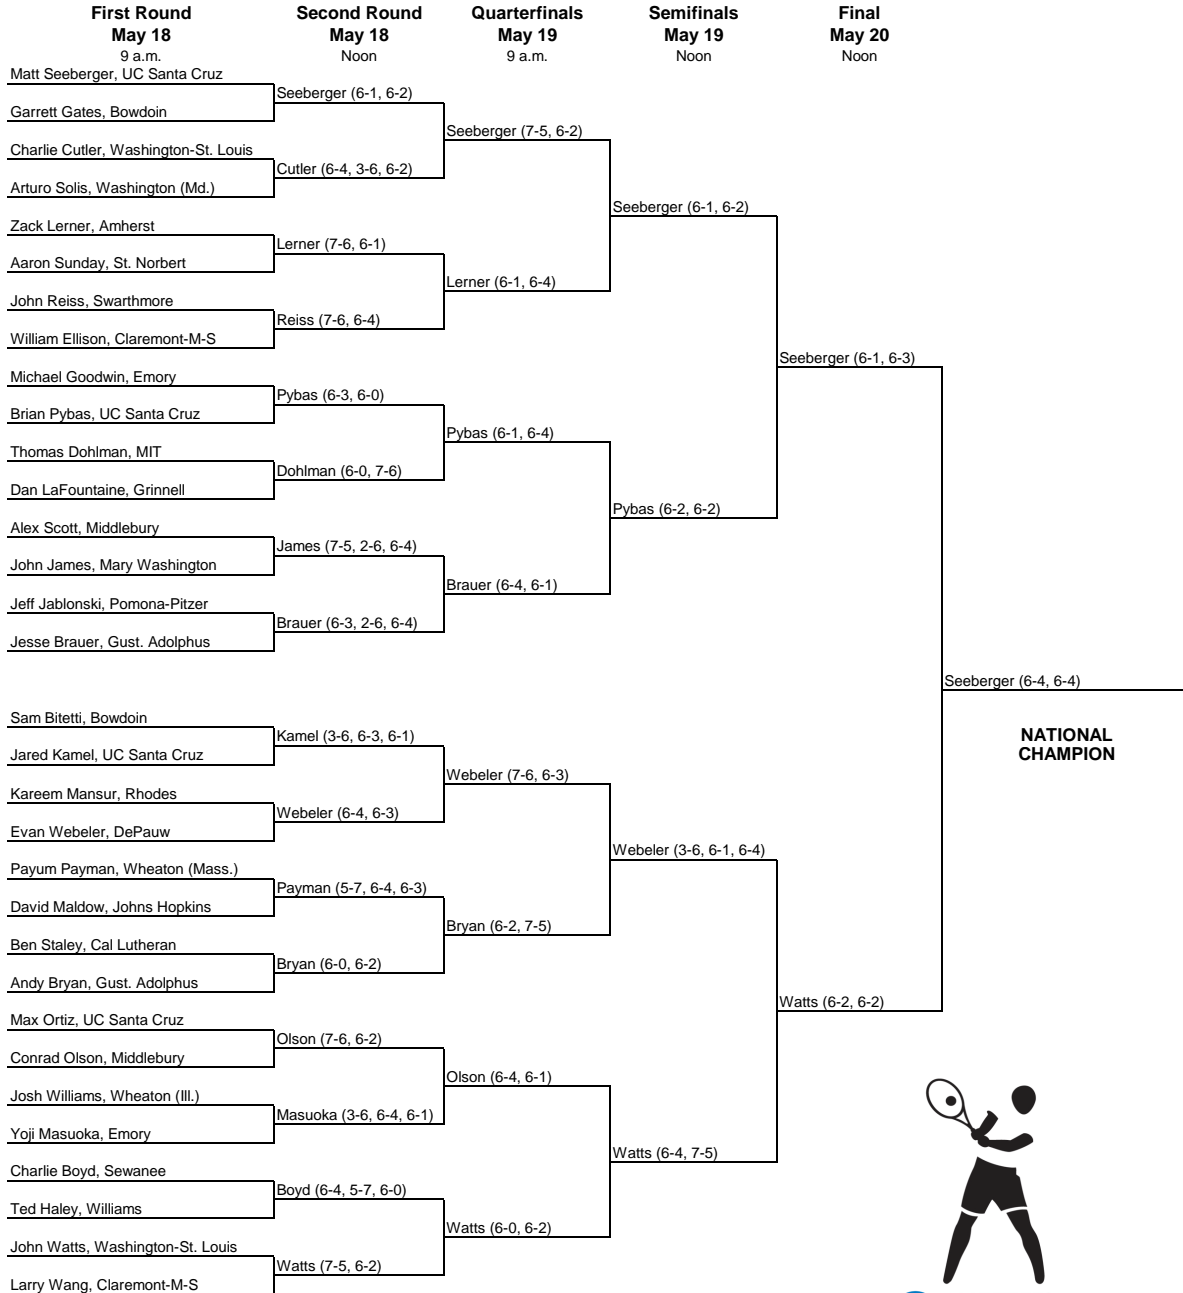 First Round
May 18
9 a.m.
Second Round
May 18
Noon
Quarterfinals
May 19
9 a.m.
Semifinals
May 19
Noon
Final
May 20
Noon
Matt Seeberger, UC Santa Cruz
Garrett Gates, Bowdoin
Charlie Cutler, Washington-St. Louis
Arturo Solis, Washington (Md.)
Zack Lerner, Amherst
Aaron Sunday, St. Norbert
John Reiss, Swarthmore
William Ellison, Claremont-M-S
Michael Goodwin, Emory
Brian Pybas, UC Santa Cruz
Thomas Dohlman, MIT
Dan LaFountaine, Grinnell
Alex Scott, Middlebury
John James, Mary Washington
Jeff Jablonski, Pomona-Pitzer
Jesse Brauer, Gust. Adolphus
Sam Bitetti, Bowdoin
Jared Kamel, UC Santa Cruz
Kareem Mansur, Rhodes
Evan Webeler, DePauw
Payum Payman, Wheaton (Mass.)
David Maldow, Johns Hopkins
Ben Staley, Cal Lutheran
Andy Bryan, Gust. Adolphus
Max Ortiz, UC Santa Cruz
Conrad Olson, Middlebury
Josh Williams, Wheaton (Ill.)
Yoji Masuoka, Emory
Charlie Boyd, Sewanee
Ted Haley, Williams
John Watts, Washington-St. Louis
Larry Wang, Claremont-M-S
Seeberger (6-1, 6-2)
Cutler (6-4, 3-6, 6-2)
Lerner (7-6, 6-1)
Reiss (7-6, 6-4)
Pybas (6-3, 6-0)
Dohlman (6-0, 7-6)
James (7-5, 2-6, 6-4)
Brauer (6-3, 2-6, 6-4)
Kamel (3-6, 6-3, 6-1)
Webeler (6-4, 6-3)
Payman (5-7, 6-4, 6-3)
Bryan (6-0, 6-2)
Olson (7-6, 6-2)
Masuoka (3-6, 6-4, 6-1)
Boyd (6-4, 5-7, 6-0)
Watts (7-5, 6-2)
Seeberger (7-5, 6-2)
Lerner (6-1, 6-4)
Pybas (6-1, 6-4)
Brauer (6-4, 6-1)
Webeler (7-6, 6-3)
Bryan (6-2, 7-5)
Olson (6-4, 6-1)
Watts (6-0, 6-2)
Seeberger (6-1, 6-2)
Pybas (6-2, 6-2)
Webeler (3-6, 6-1, 6-4)
Watts (6-4, 7-5)
Seeberger (6-1, 6-3)
Watts (6-2, 6-2)
Seeberger (6-4, 6-4)
NATIONAL
CHAMPION